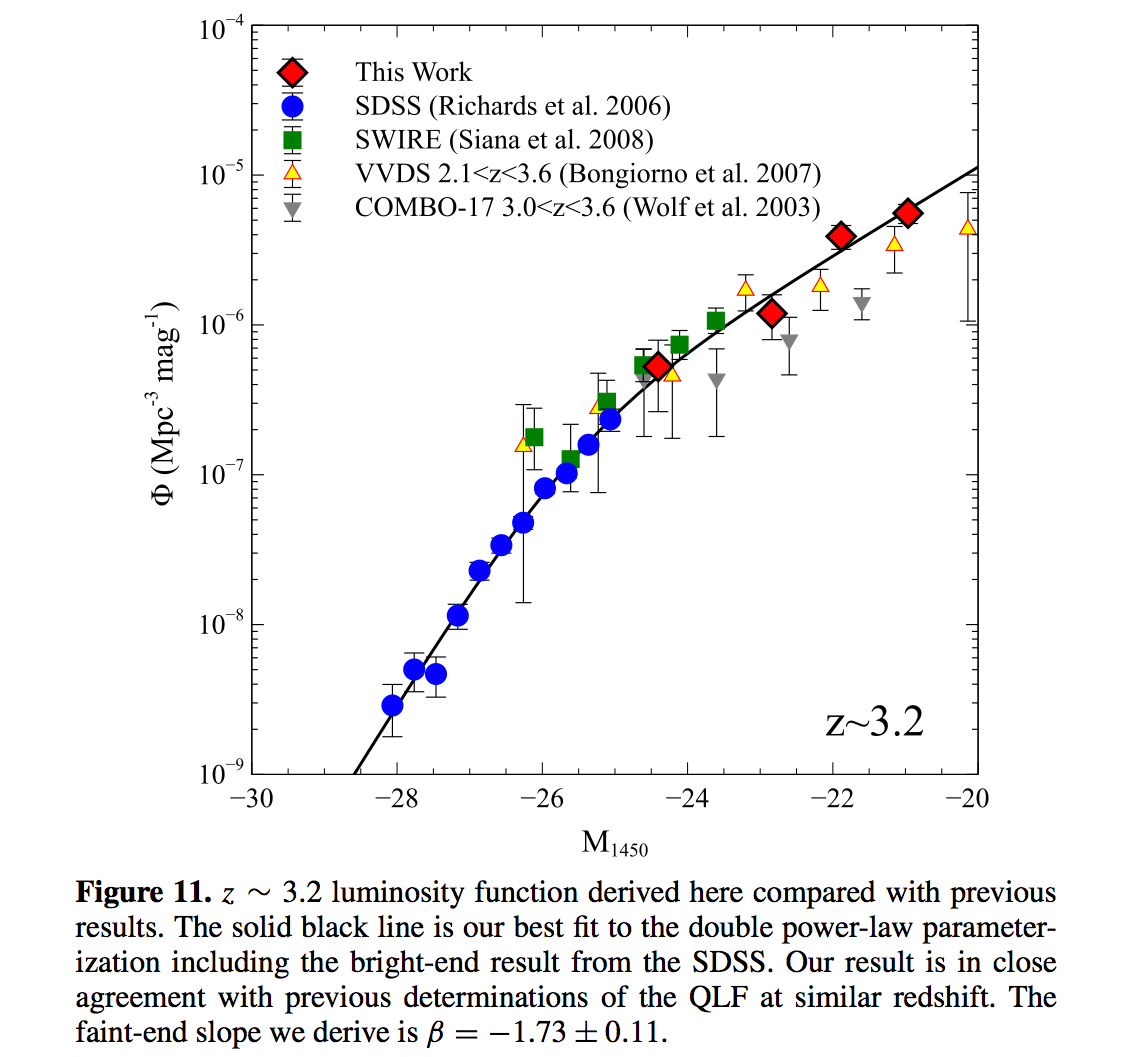 10⁻⁴
This Work
SDSS (Richards et al. 2006)
SWIRE (Siana et al. 2008)
VVDS 2.1<z<3.6 (Bongiorno et al. 2007)
COMBO-17 3.0<z<3.6 (Wolf et al. 2003)
10⁻⁵
10⁻⁶
Φ (Mpc⁻³ mag⁻¹)
10⁻⁷
10⁻⁸
z~3.2
10⁻⁹
−30 −28 −26 −24 −22 −20
M₁₄₅₀
Figure 11. z ∼ 3.2 luminosity function derived here compared with previous
results. The solid black line is our best fit to the double power-law parameter-
ization including the bright-end result from the SDSS. Our result is in close
agreement with previous determinations of the QLF at similar redshift. The
faint-end slope we derive is β = −1.73 ± 0.11.